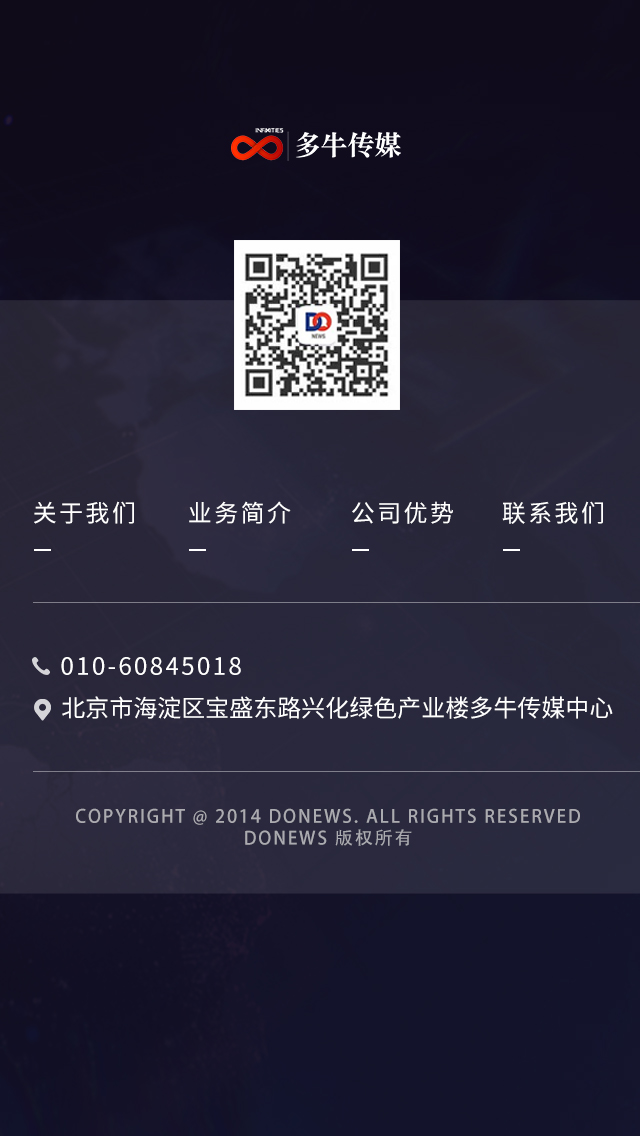 INFINITIES
多牛传媒
DQ
NEWS
关于我们 业务简介 公司优势 联系我们
010-60845018
北京市海淀区宝盛东路兴化绿色产业楼多牛传媒中心
COPYRIGHT @ 2014 DONEWS. ALL RIGHTS RESERVED
DONEWS 版权所有